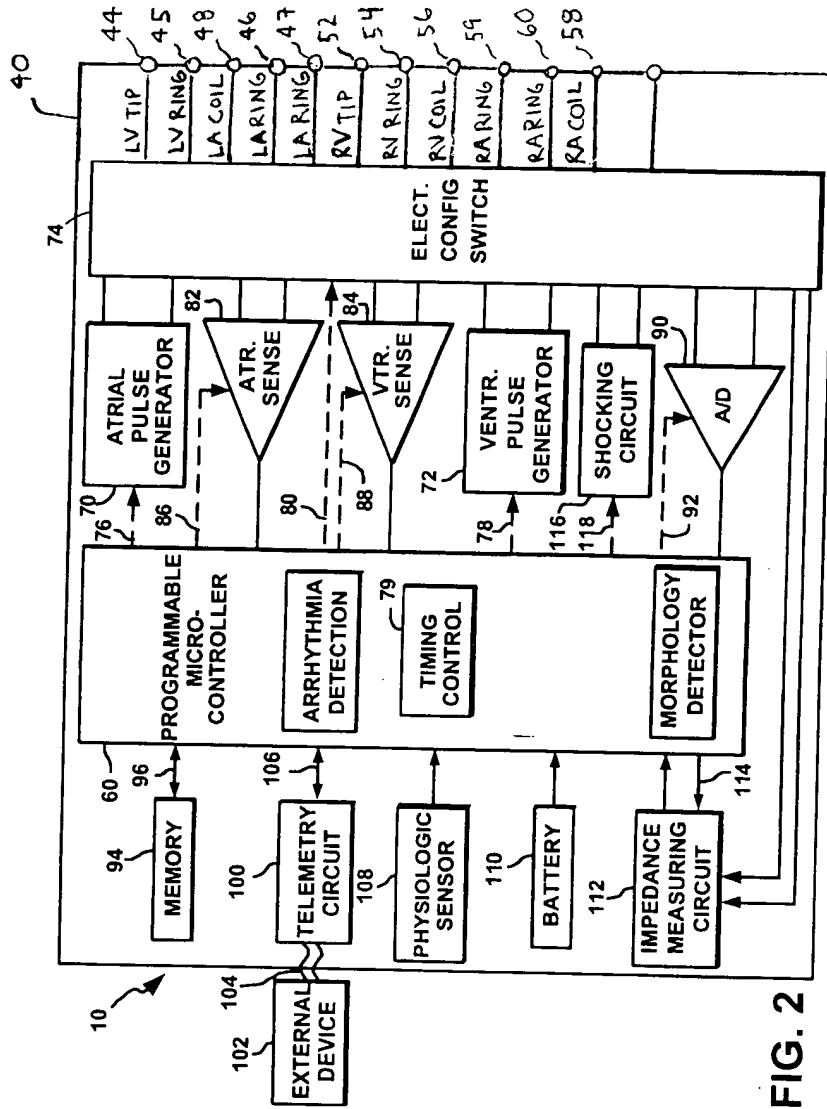 40
44
45
48
46
47
52
54
56
59
60
58
LV TIP
LV RING
LA COIL
LA RING
LA RING
RV TIP
RV RING
RV COIL
RA RING
RA RING
RA COIL
74
ELECT.
CONFIG
SWITCH
ATRIAL
PULSE
GENERATOR
70
76
82
ATR.
SENSE
86
80
84
VTR.
SENSE
88
VENTR.
PULSE
GENERATOR
72
78
SHOCKING
CIRCUIT
116
118
90
A/D
92
PROGRAMMABLE
MICRO-
CONTROLLER
60
ARRHYTHMIA
DETECTION
79
TIMING
CONTROL
MORPHOLOGY
DETECTOR
96
106
114
94
MEMORY
100
TELEMETRY
CIRCUIT
108
PHYSIOLOGIC
SENSOR
110
BATTERY
112
IMPEDANCE
MEASURING
CIRCUIT
10
104
102
EXTERNAL
DEVICE
FIG. 2